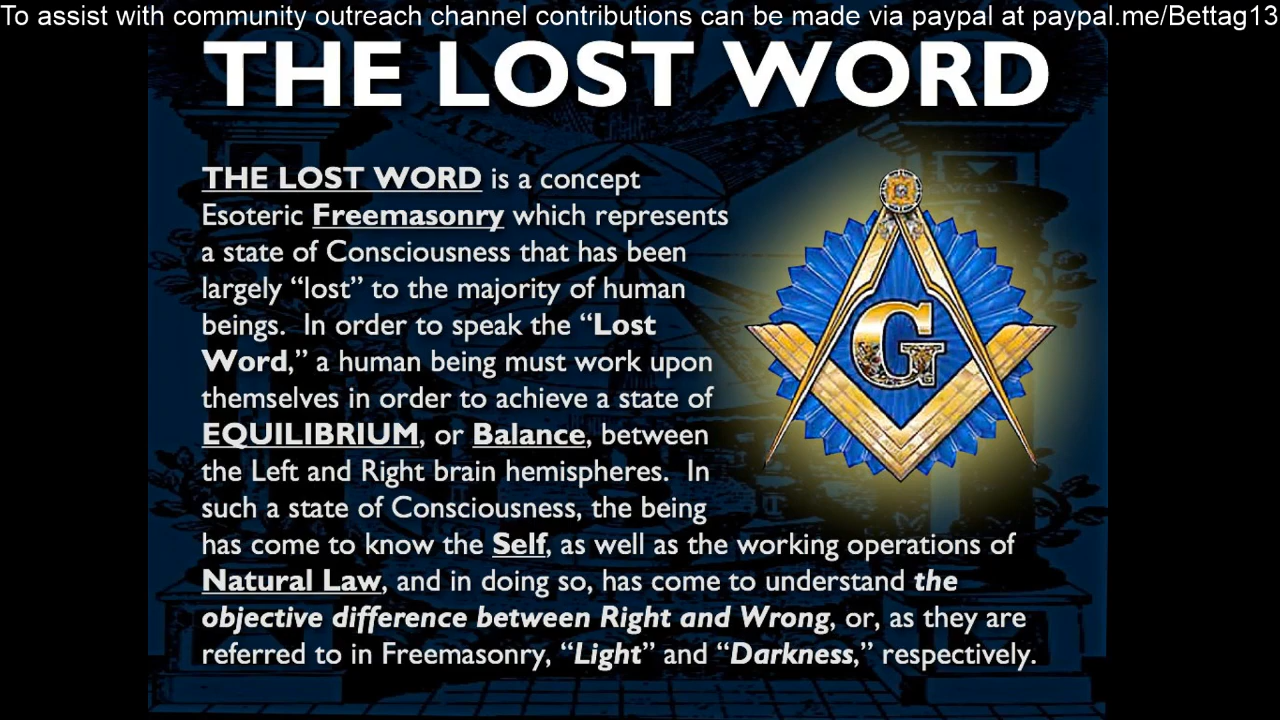 To assist with community outreach channel contributions can be made via paypal at paypal.me/Bettag13
THE LOST WORD
PATER
THE LOST WORD is a concept
Esoteric Freemasonry which represents
a state of Consciousness that has been
largely “lost” to the majority of human
beings. In order to speak the “Lost
Word,” a human being must work upon
themselves in order to achieve a state of
EQUILIBRIUM, or Balance, between
the Left and Right brain hemispheres. In
such a state of Consciousness, the being
has come to know the Self, as well as the working operations of
Natural Law, and in doing so, has come to understand the
objective difference between Right and Wrong, or, as they are
referred to in Freemasonry, “Light” and “Darkness,” respectively.
G